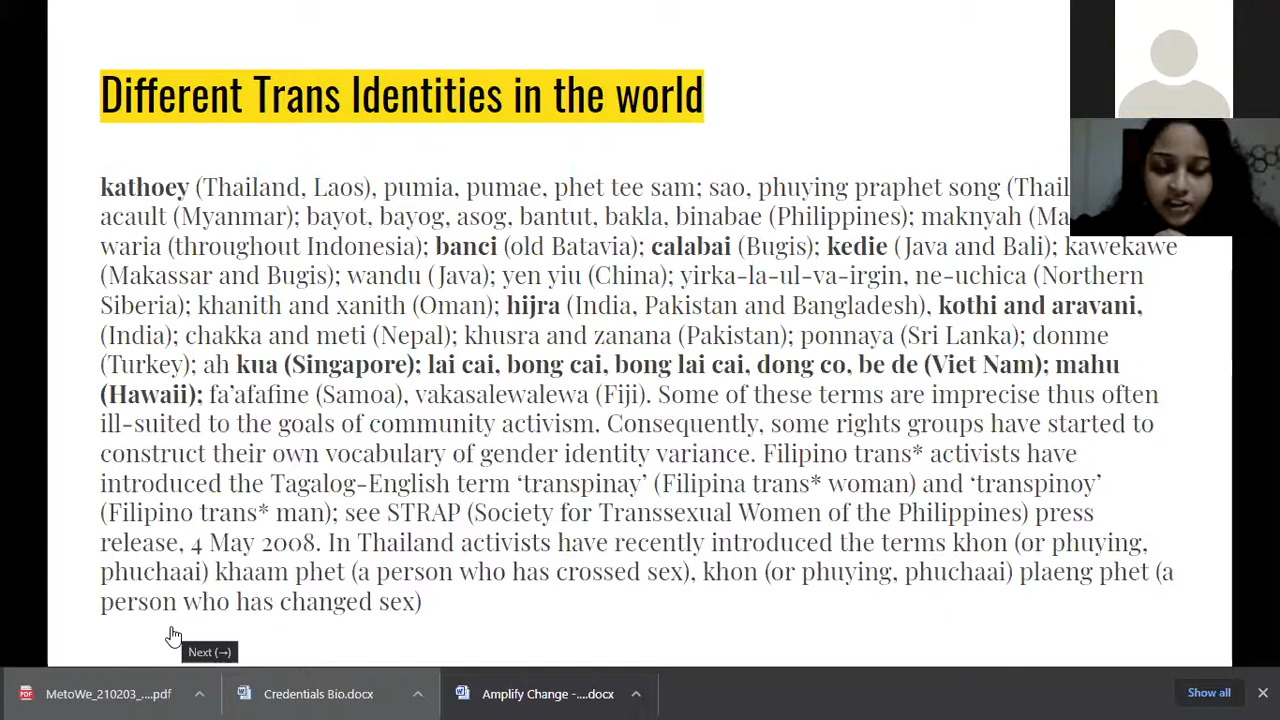 Different Trans Identities in the world
kathoey (Thailand, Laos), pumia, pumae, phet tee sam; sao, phuying praphet song
acault (Myanmar); bayot, bayog, asog, bantut, bakla, binabae (Philippines); maknyah
waria (throughout Indonesia); banci (old Batavia); calabai (Bugis); kedie (Java and Bali); kawekawe
(Makassar and Bugis); wandu (Java); yen yiu (China); yirka-la-ul-va-irgin, ne-uchica (Northern
Siberia); khanith and xanith (Oman); hijra (India, Pakistan and Bangladesh), kothi and aravani,
(India); chakka and meti (Nepal); khusra and zanana (Pakistan); ponnaya (Sri Lanka); donme
(Turkey); ah kua (Singapore); lai cai, bong cai, bong lai cai, dong co, be de (Viet Nam); mahu
(Hawaii); fa’afafine (Samoa), vakasalewalewa (Fiji). Some of these terms are imprecise thus often
ill-suited to the goals of community activism. Consequently, some rights groups have started to
construct their own vocabulary of gender identity variance. Filipino trans* activists have
introduced the Tagalog-English term ‘transpinay’ (Filipina trans* woman) and ‘transpinoy’
(Filipino trans* man); see STRAP (Society for Transsexual Women of the Philippines) press
release, 4 May 2008. In Thailand activists have recently introduced the terms khon (or phuying,
phuchaai) khaam phet (a person who has crossed sex), khon (or phuying, phuchaai) plaeng phet (a
person who has changed sex)
Next (→)
MetoWe_210203_....pdf
Credentials Bio.docx
Amplify Change -....docx
Show all